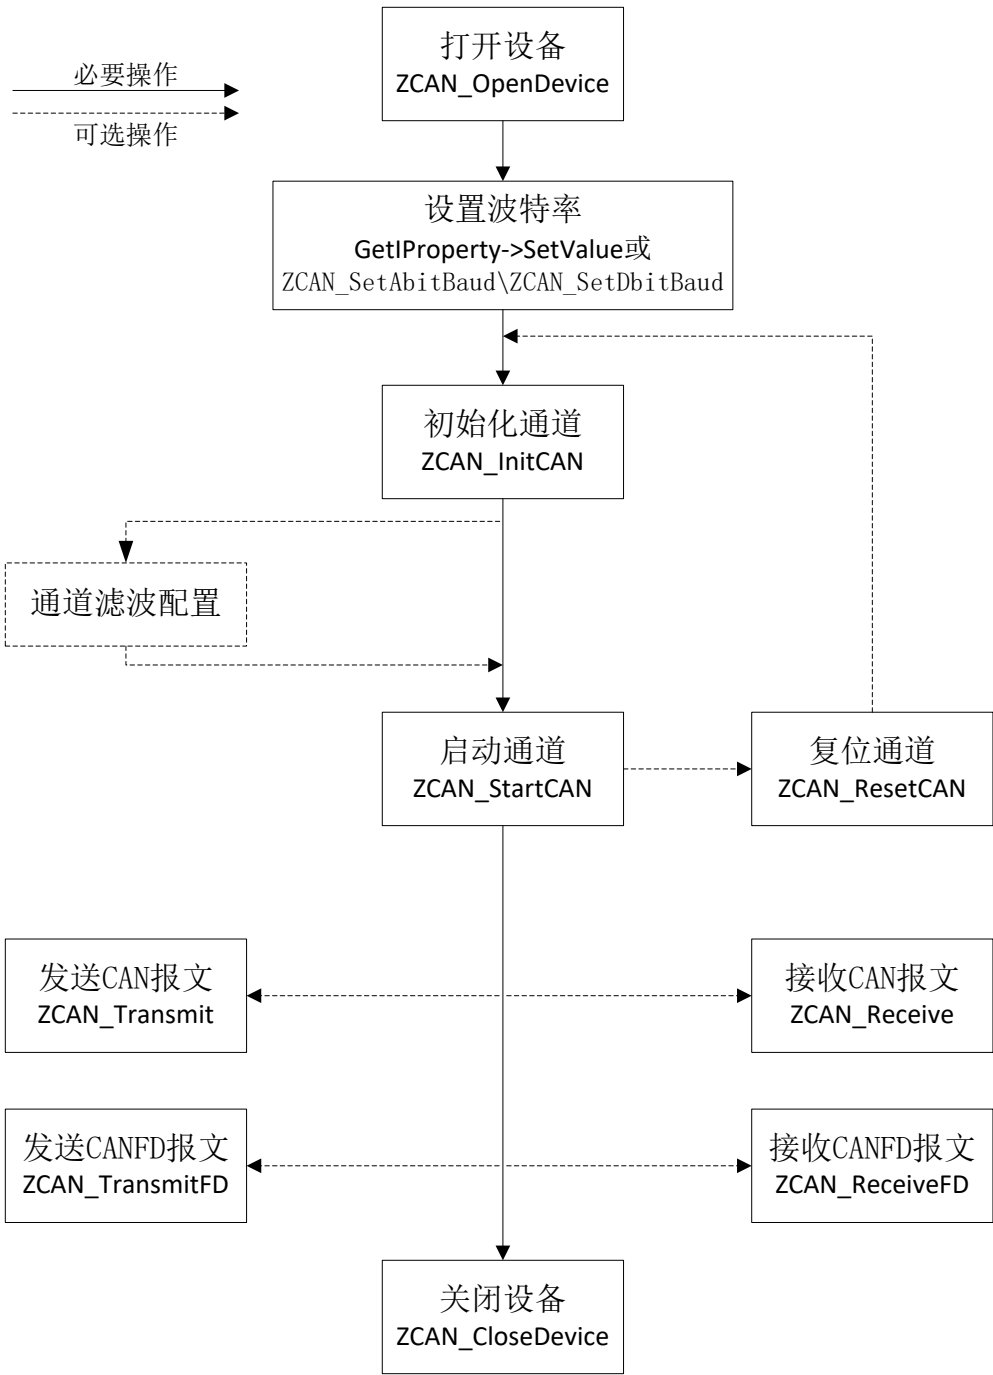 打开设备
ZCAN_OpenDevice
必要操作
可选操作
设置波特率
GetIProperty->SetValue或
ZCAN_SetAbitBaud\ZCAN_SetDbitBaud
初始化通道
ZCAN_InitCAN
通道滤波配置
启动通道
ZCAN_StartCAN
复位通道
ZCAN_ResetCAN
发送CAN报文
ZCAN_Transmit
接收CAN报文
ZCAN_Receive
发送CANFD报文
ZCAN_TransmitFD
接收CANFD报文
ZCAN_ReceiveFD
关闭设备
ZCAN_CloseDevice